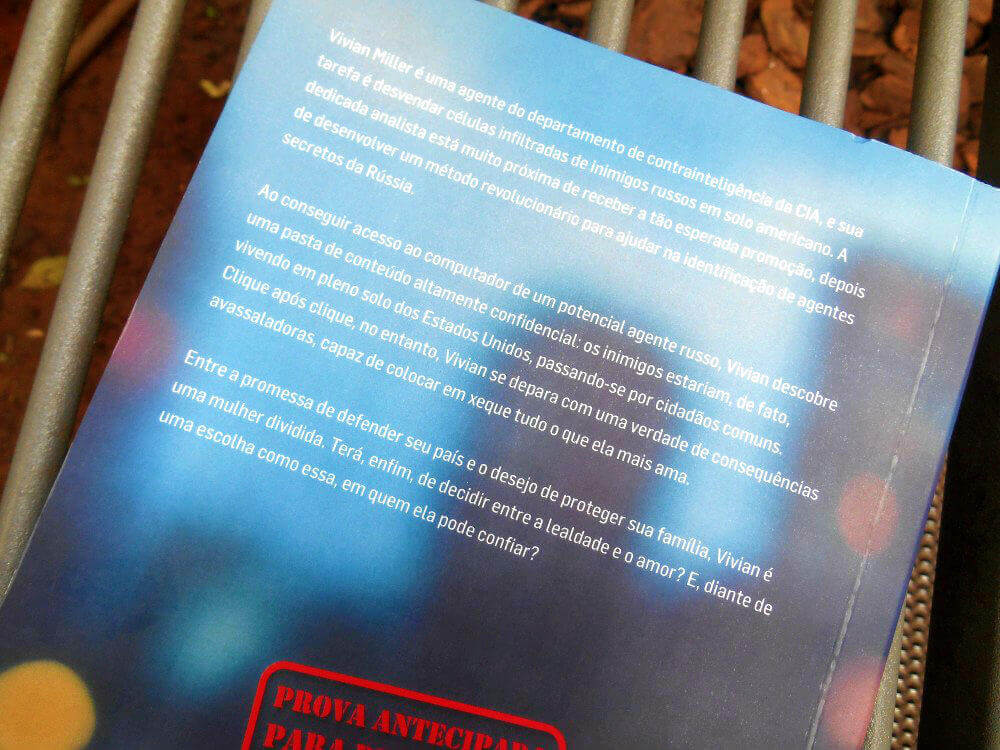 Vivian Miller é uma agente do departamento de contrainteligência da CIA, e sua
tarefa é desvendar células infiltradas de inimigos russos em solo americano. A
dedicada analista está muito próxima de receber a tão esperada promoção, depois
de desenvolver um método revolucionário para ajudar na identificação de agentes
secretos da Rússia.
Ao conseguir acesso ao computador de um potencial agente russo, Vivian descobre
uma pasta de conteúdo altamente confidencial: os inimigos estariam, de fato,
vivendo em pleno solo dos Estados Unidos, passando-se por cidadãos comuns.
Clique após clique, no entanto, Vivian se depara com uma verdade de consequências
avassaladoras, capaz de colocar em xeque tudo o que ela mais ama.
Entre a promessa de defender seu país e o desejo de proteger sua família, Vivian é
uma mulher dividida. Terá, enfim, de decidir entre a lealdade e o amor? E, diante de
uma escolha como essa, em quem ela pode confiar?
PROVA ANTECIPADA
PARA